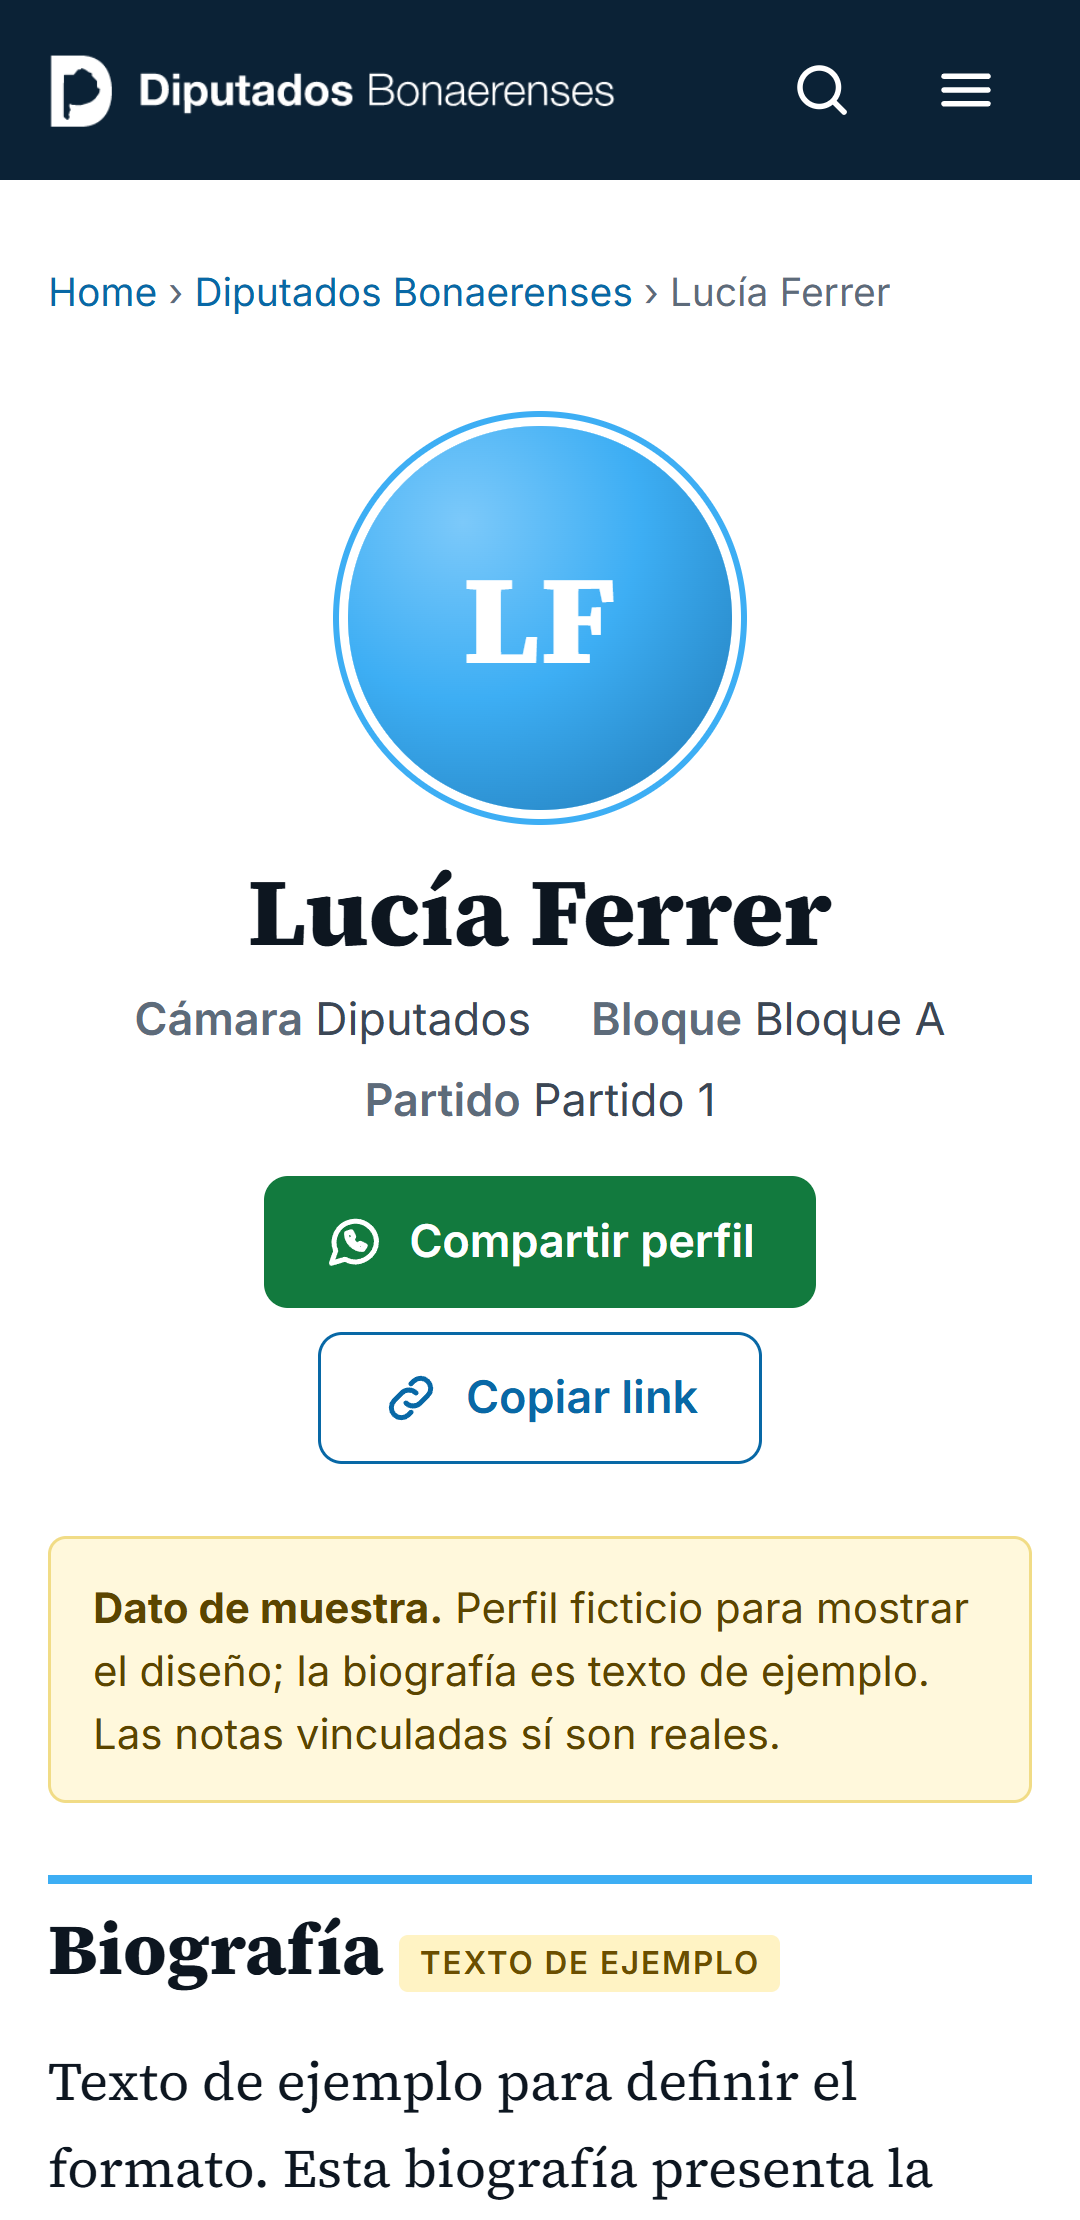 Diputados Bonaerenses
Home › Diputados Bonaerenses › Lucía Ferrer
LF
Lucía Ferrer
Cámara Diputados Bloque Bloque A
Partido Partido 1
Compartir perfil
Copiar link
Dato de muestra. Perfil ficticio para mostrar
el diseño; la biografía es texto de ejemplo.
Las notas vinculadas sí son reales.
Biografía TEXTO DE EJEMPLO
Texto de ejemplo para definir el
formato. Esta biografía presenta la